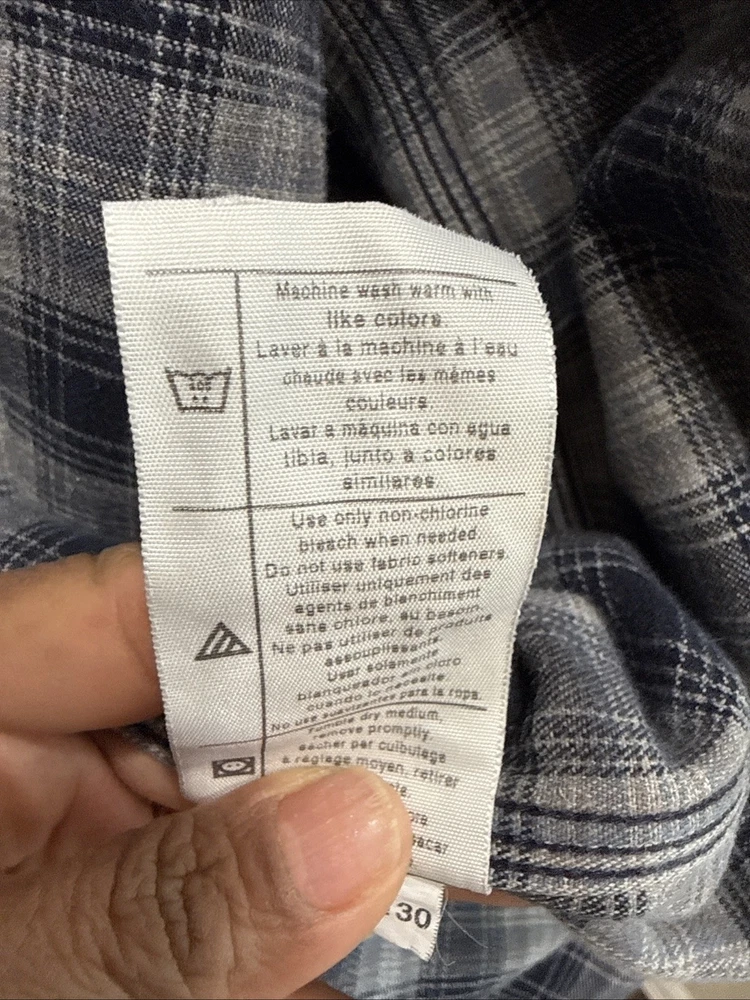 Machine wash warm with
like colors.
Laver à la machine à l'eau
chaude avec les mêmes
couleurs
Lavar a màquina con agua
tibia, junto a colores
similares.
Use only non-chlorine
bleach when needed.
Do not use fabric softeners.
Utiliser uniquement des
agents de blanchiment
sans chlore, au besoin.
Ne pas utiliser de produits
assouplissants.
Usar solamente
blanqueador sin cloro
cuando lo necesite.
No use suavizantes para la ropa.
Tumble dry medium,
remove promptly.
sécher par culbutage
à réglage moyen, retirer
30